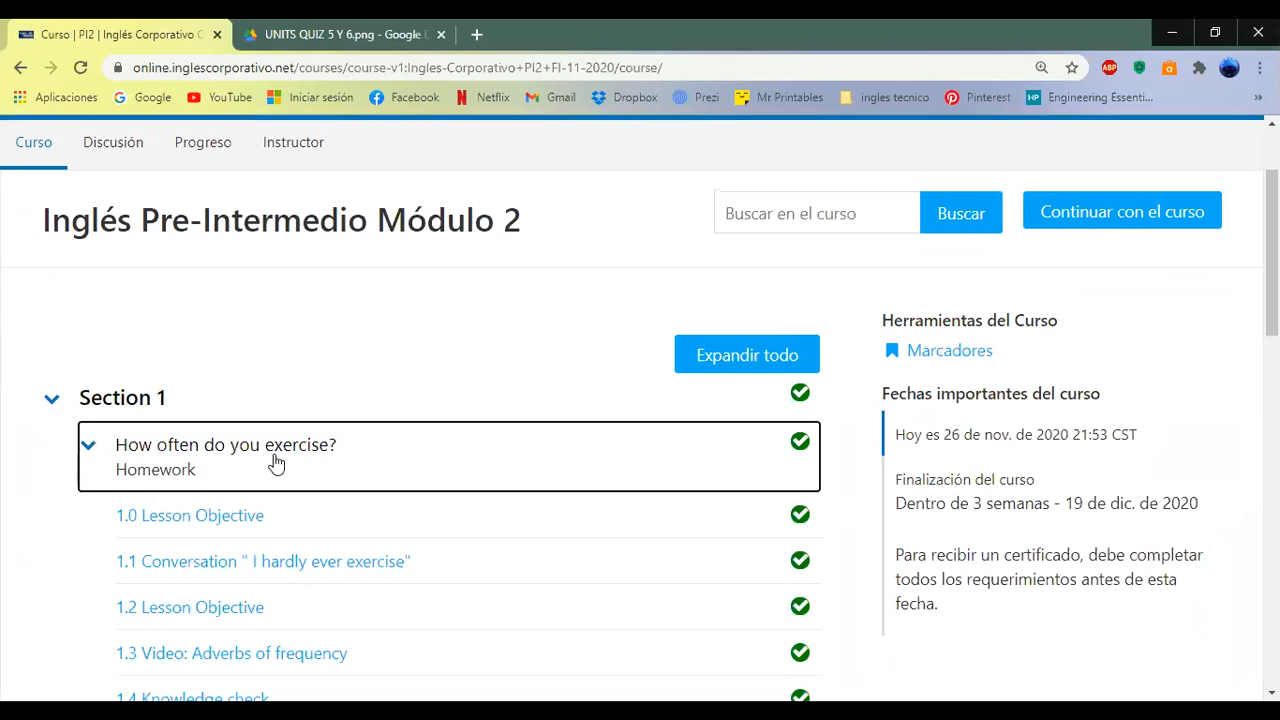 Curso | PI2 | Inglés Corporativo C
UNITS QUIZ 5 Y 6.png - Google D
online.inglescorporativo.net/courses/course-v1:Ingles-Corporativo+PI2+FI-11-2020/course/
Aplicaciones Google YouTube Iniciar sesión Facebook Netflix Gmail Dropbox Prezi Mr Printables ingles tecnico Pinterest Engineering Essenti... »
Curso Discusión Progreso Instructor
Inglés Pre-Intermedio Módulo 2
Buscar en el curso Buscar Continuar con el curso
Expandir todo
Section 1
How often do you exercise?
Homework
1.0 Lesson Objective
1.1 Conversation " I hardly ever exercise"
1.2 Lesson Objective
1.3 Video: Adverbs of frequency
1.4 Knowledge check
Herramientas del Curso
Marcadores
Fechas importantes del curso
Hoy es 26 de nov. de 2020 21:53 CST
Finalización del curso
Dentro de 3 semanas - 19 de dic. de 2020
Para recibir un certificado, debe completar
todos los requerimientos antes de esta
fecha.